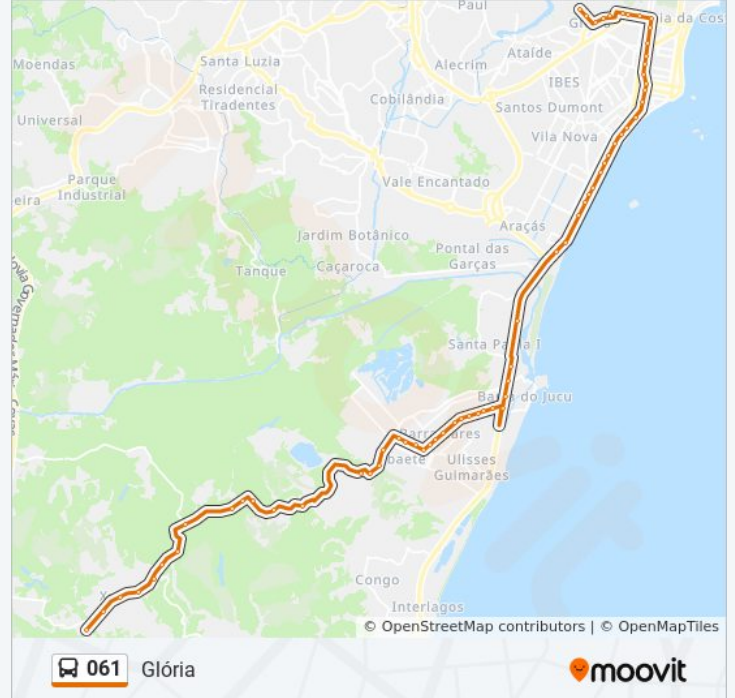 Paul
Glória
Praia da Cos
Moendas
Santa Luzia
Ataíde
Alecrim
IBES
Residencial
Tiradentes
Cobilândia
Santos Dumont
Universal
Vila Nova
Parque
Industrial
eira
Vale Encantado
Araçás
Jardim Botânico
Pontal das
Garças
Tanque
Caçaroca
Santa Paula I
Barra do Jucu
Barramares
Ulisses
Guimarães
Congo
Interlagos
© OpenStreetMap contributors | © OpenMapTiles
061 Glória
moovit